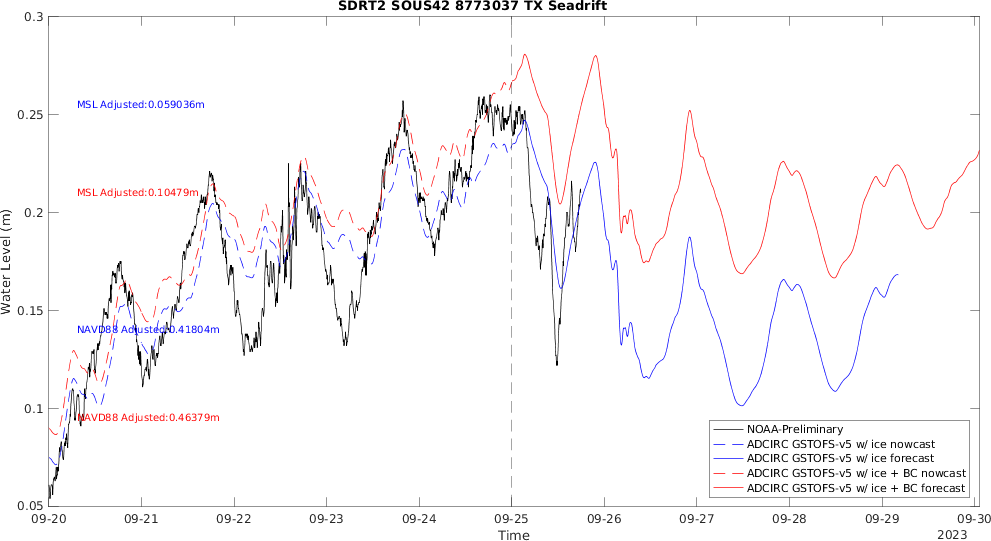 SDRT2 SOUS42 8773037 TX Seadrift
Water Level (m)
0.3
0.25
0.2
0.15
0.1
0.05
MSL Adjusted:0.059036m
MSL Adjusted:0.10479m
NAVD88 Adjusted:0.41804m
NAVD88 Adjusted:0.46379m
NOAA-Preliminary
ADCIRC GSTOFS-v5 w/ ice nowcast
ADCIRC GSTOFS-v5 w/ ice forecast
ADCIRC GSTOFS-v5 w/ ice + BC nowcast
ADCIRC GSTOFS-v5 w/ ice + BC forecast
09-20 09-21 09-22 09-23 09-24 09-25 09-26 09-27 09-28 09-29 09-30
Time
2023